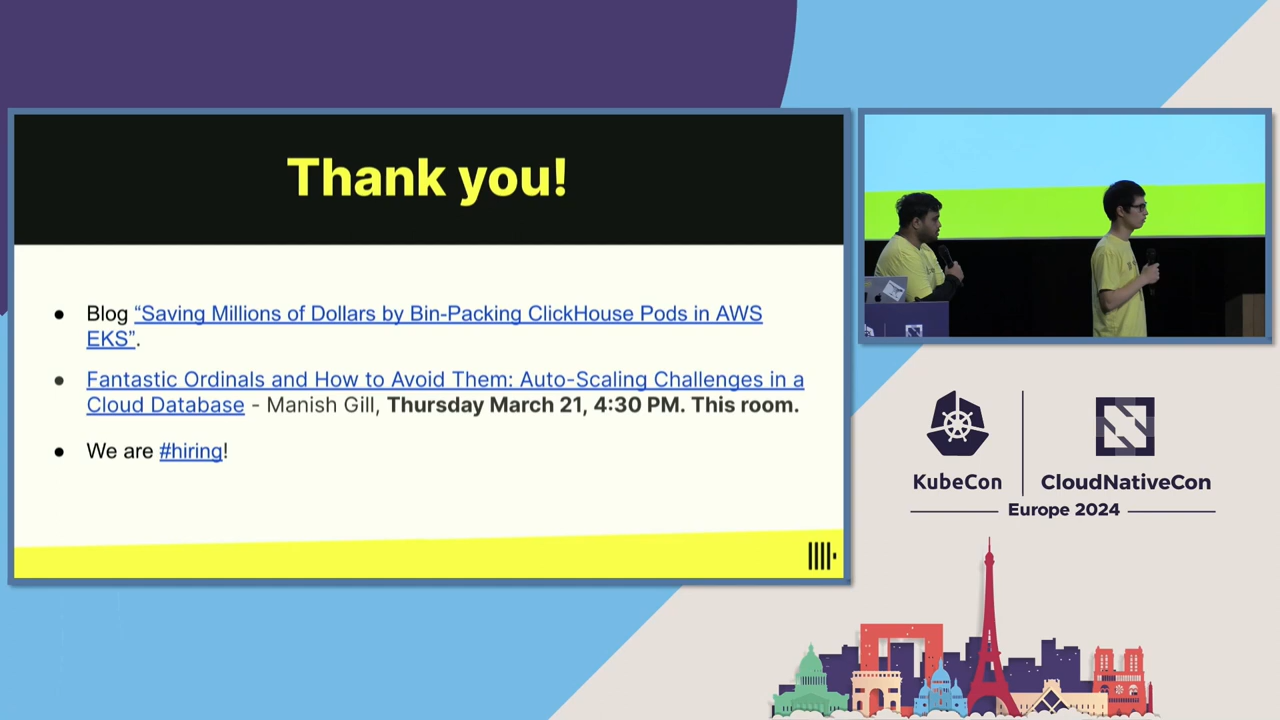 Thank you!
● Blog “Saving Millions of Dollars by Bin-Packing ClickHouse Pods in AWS
EKS”.
● Fantastic Ordinals and How to Avoid Them: Auto-Scaling Challenges in a
Cloud Database - Manish Gill, Thursday March 21, 4:30 PM. This room.
● We are #hiring!
KubeCon
CloudNativeCon
Europe 2024